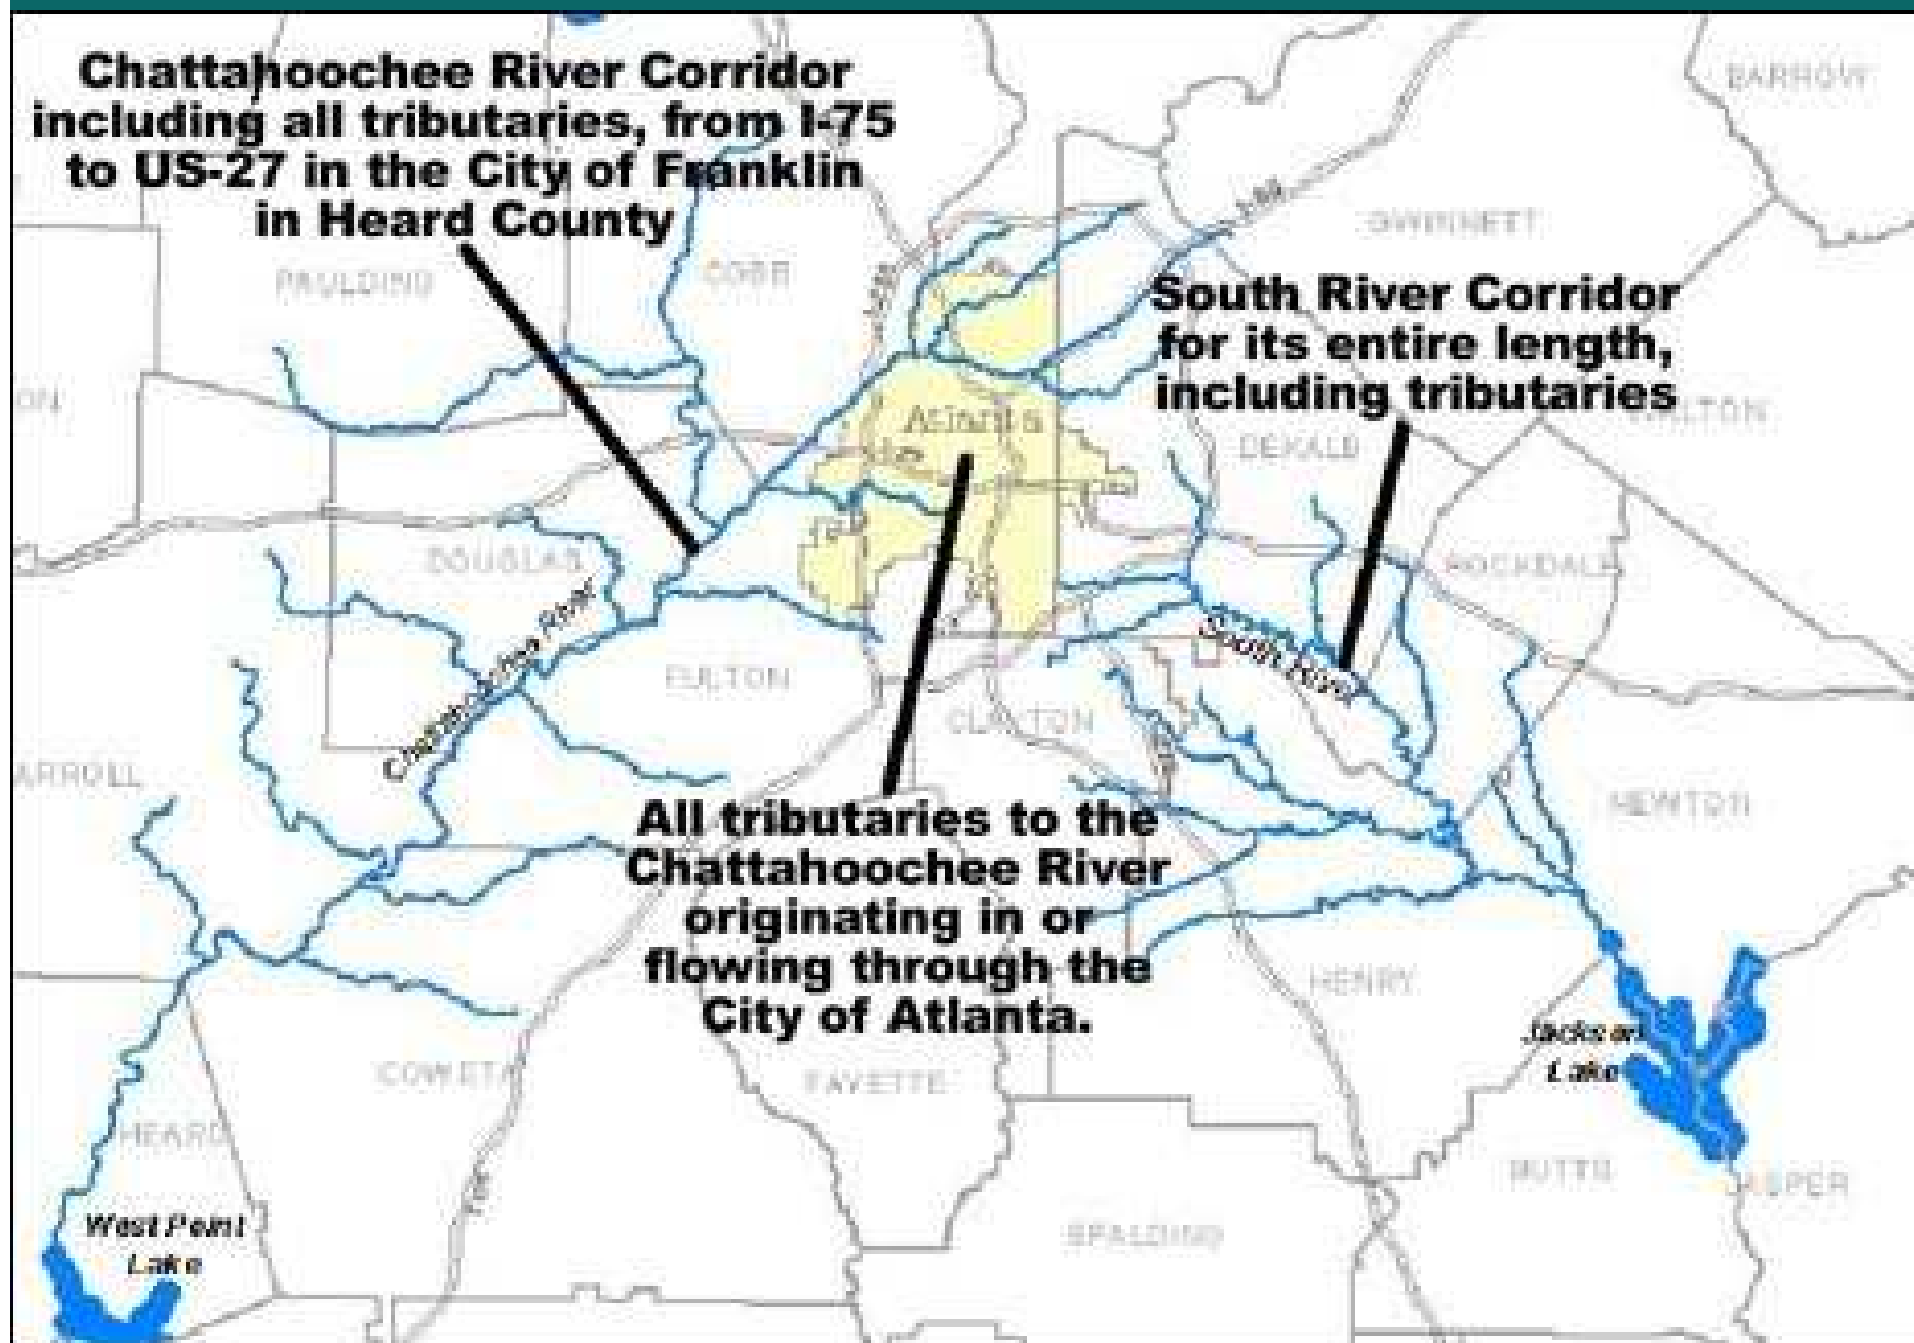 Chattahoochee River Corridor
including all tributaries, from I-75
to US-27 in the City of Franklin
in Heard County
BARROW
GWINNETT
PAULDING
COBB
South River Corridor
for its entire length,
including tributaries
Atlanta
DEKALB
DOUGLAS
ROCKDALE
Chattahoochee River
South River
FULTON
CLAYTON
NEWTON
All tributaries to the
Chattahoochee River
originating in or
flowing through the
City of Atlanta.
HENRY
Jackson
Lake
COWETA
FAYETTE
HEARD
BUTTS
SPALDING
West Point
Lake